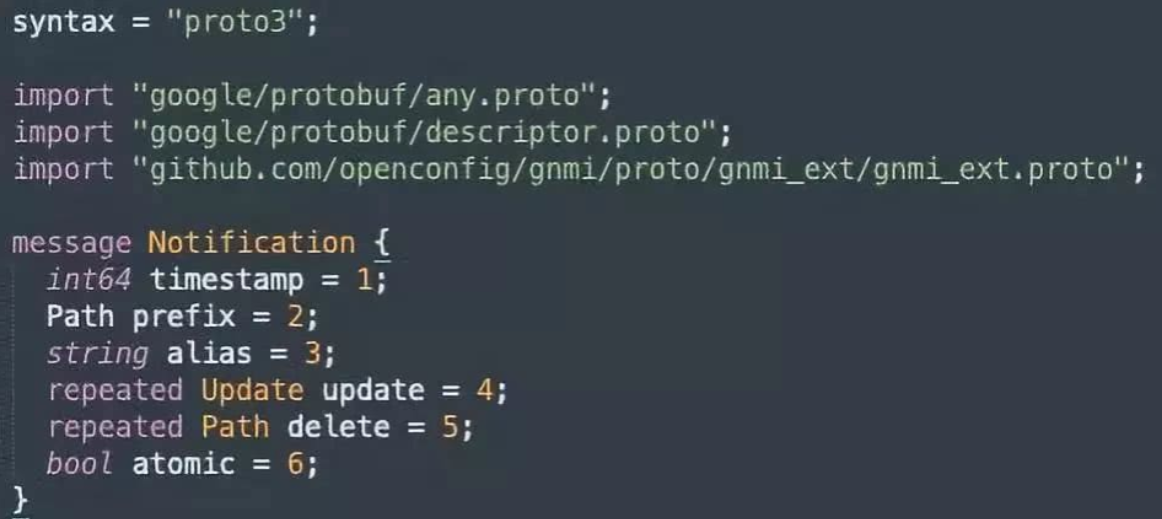 syntax = "proto3";
import "google/protobuf/any.proto";
import "google/protobuf/descriptor.proto";
import "github.com/openconfig/gnmi/proto/gnmi_ext/gnmi_ext.proto";
message Notification {
int64 timestamp = 1;
Path prefix = 2;
string alias = 3;
repeated Update update = 4;
repeated Path delete = 5;
bool atomic = 6;
}